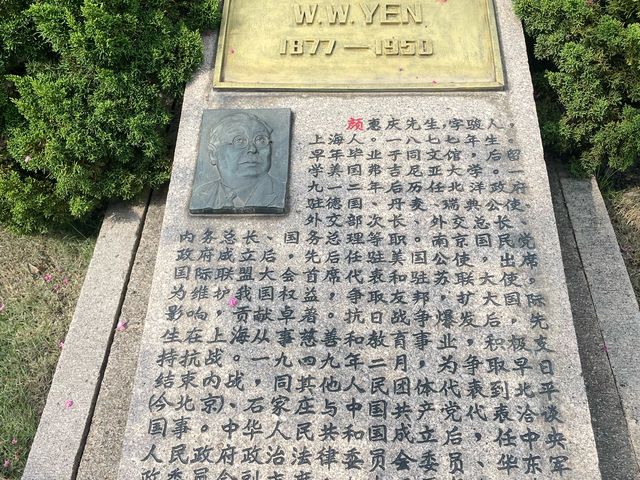 W.W.YEN
1877—1950
颜惠庆先生,字骏人。
上海人。一八七七年生。
早年毕业于同文馆,后留
学美国弗吉尼亚大学。一
九一二年后历任北洋政府
驻德国、丹麦、瑞典公使,
外交部次长、外交总长、
内务总长、国务总理等职。南京国民党
政府成立后,先后任驻美国公使,出席
国际联盟大会首席代表和驻苏联大使。
为维护我国权益,争取友邦,扩大国际
影响,贡献卓著。抗日战争爆发后,先
生在上海从事慈善和教育事业,积极支
持抗战。一九四九年二月,为争取早日
结束内战,同其他人民团体代表到北平
(今北京)、石家庄与中国共产党代表洽谈
国事。中华人民共和国成立后,任中央
人民政府政治法律委员会委员、华东军
政委员会副主